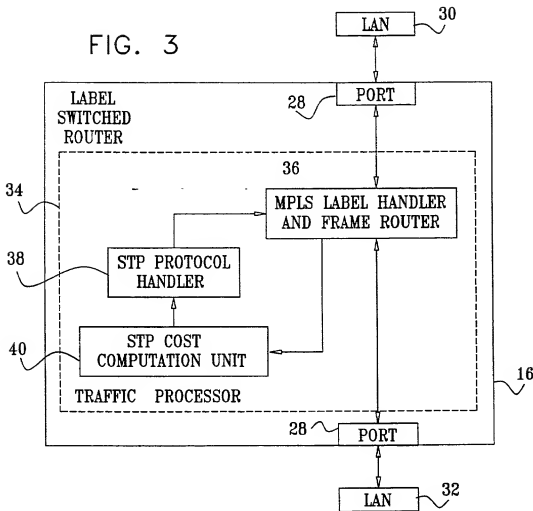 FIG. 3
LAN
30
LABEL
SWITCHED
ROUTER
28
PORT
36
34
MPLS LABEL HANDLER
AND FRAME ROUTER
38
STP PROTOCOL
HANDLER
40
STP COST
COMPUTATION UNIT
TRAFFIC PROCESSOR
16
28
PORT
LAN
32